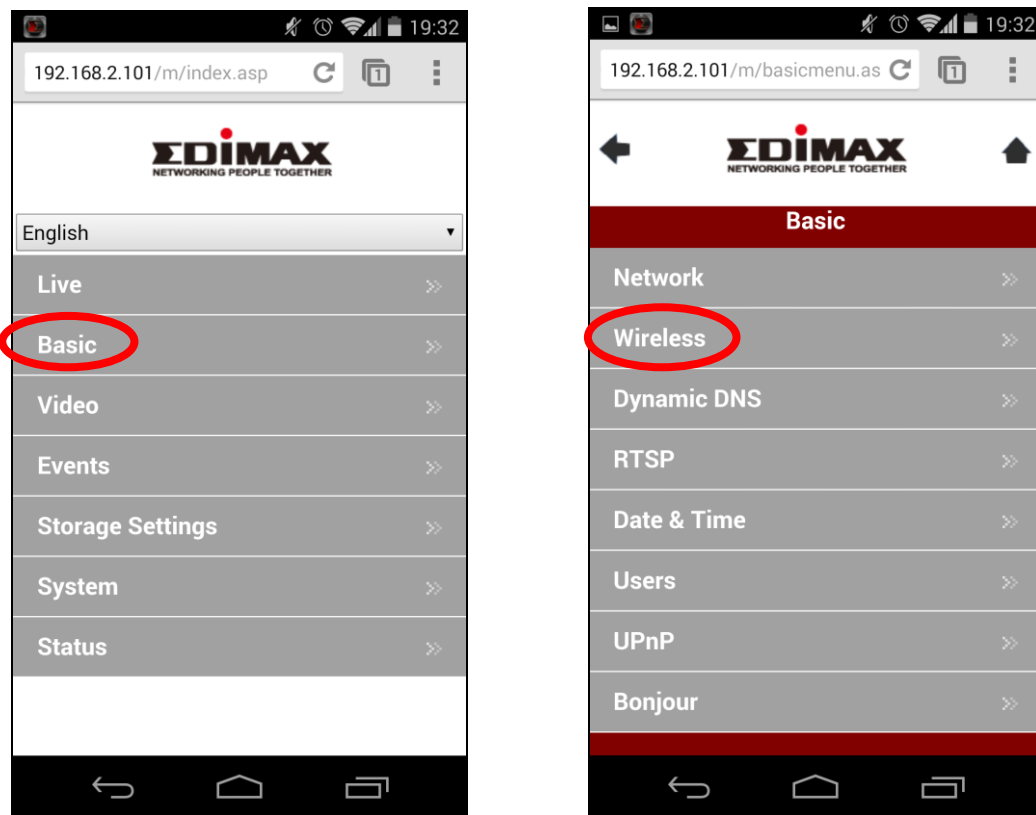 19:32
192.168.2.101/m/index.asp
1
EDIMAX
NETWORKING PEOPLE TOGETHER
English
Live
Basic
Video
Events
Storage Settings
System
Status
19:32
192.168.2.101/m/basicmenu.as
1
EDIMAX
NETWORKING PEOPLE TOGETHER
Basic
Network
Wireless
Dynamic DNS
RTSP
Date & Time
Users
UPnP
Bonjour